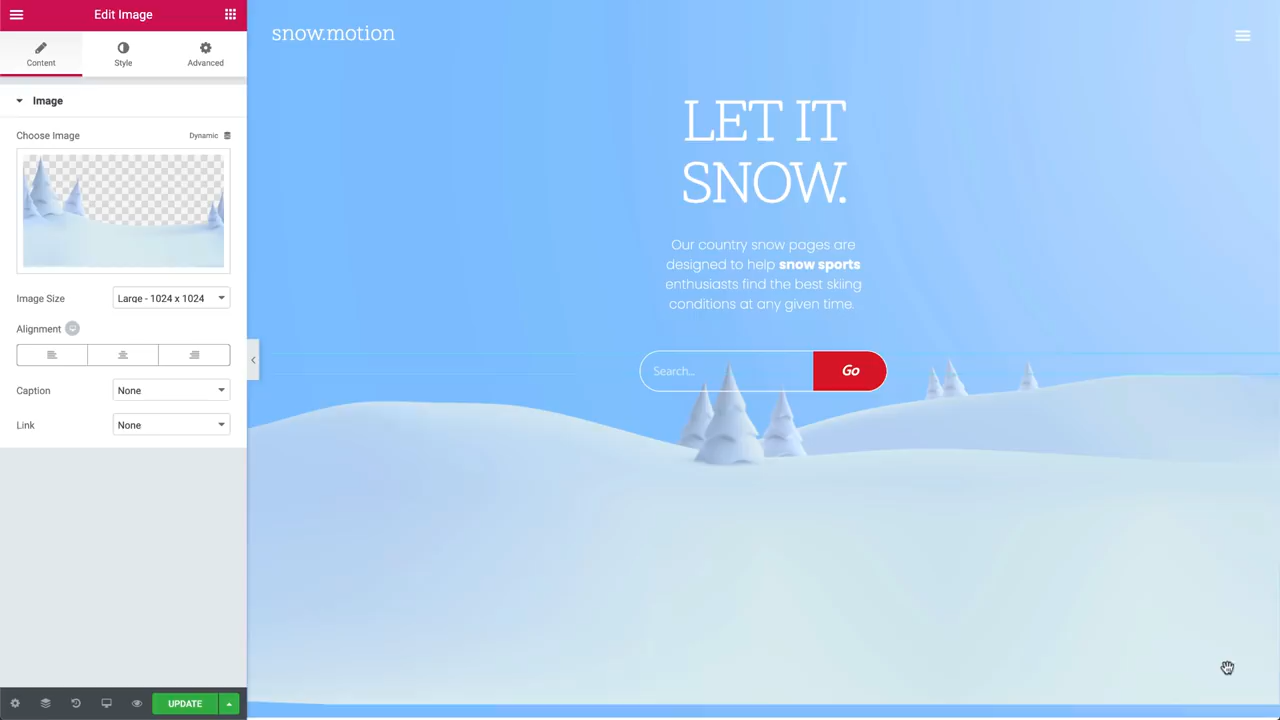 Edit Image
Content
Style
Advanced
Image
Choose Image
Dynamic
Image Size
Large - 1024 x 1024
Alignment
Caption
None
Link
None
UPDATE
snow.motion
LET IT
SNOW.
Our country snow pages are
designed to help snow sports
enthusiasts find the best skiing
conditions at any given time.
Search...
Go